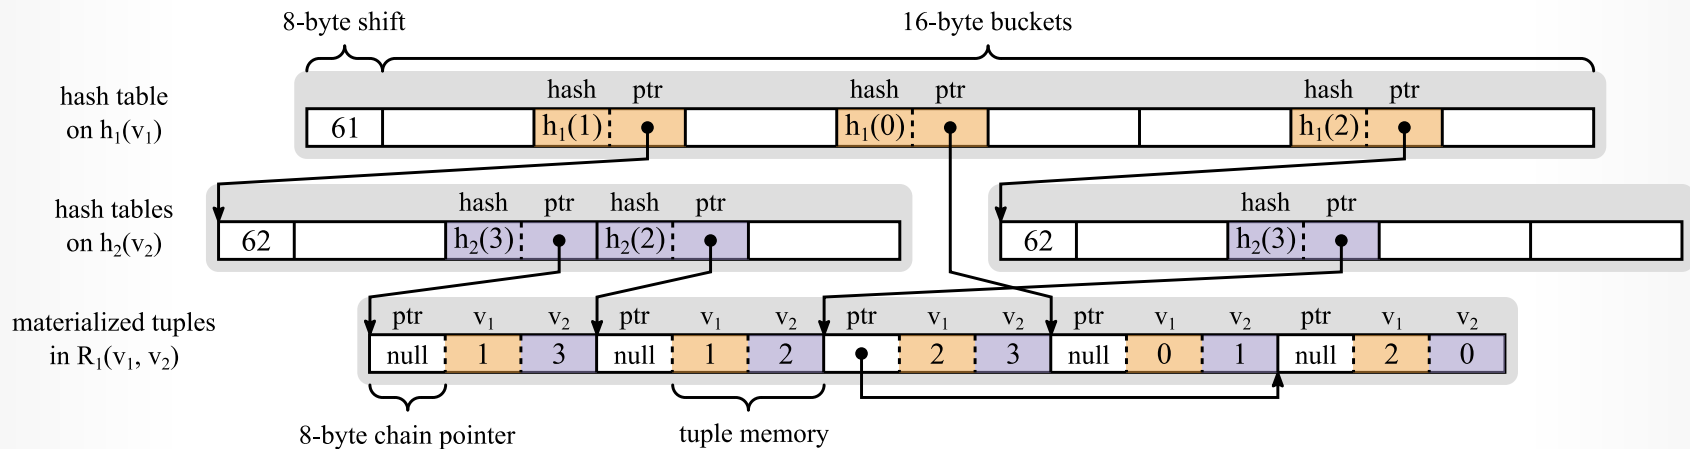 8-byte shift 16-byte buckets
hash ptr hash ptr hash ptr
hash table
on h₁(v₁)
61 h₁(1) h₁(0) h₁(2)
hash ptr hash ptr hash ptr
hash tables
on h₂(v₂)
62 h₂(3) h₂(2) 62 h₂(3)
ptr v₁ v₂ ptr v₁ v₂ ptr v₁ v₂ ptr v₁ v₂ ptr v₁ v₂
materialized tuples
in R₁(v₁, v₂)
null 1 3 null 1 2 2 3 null 0 1 null 2 0
8-byte chain pointer tuple memory